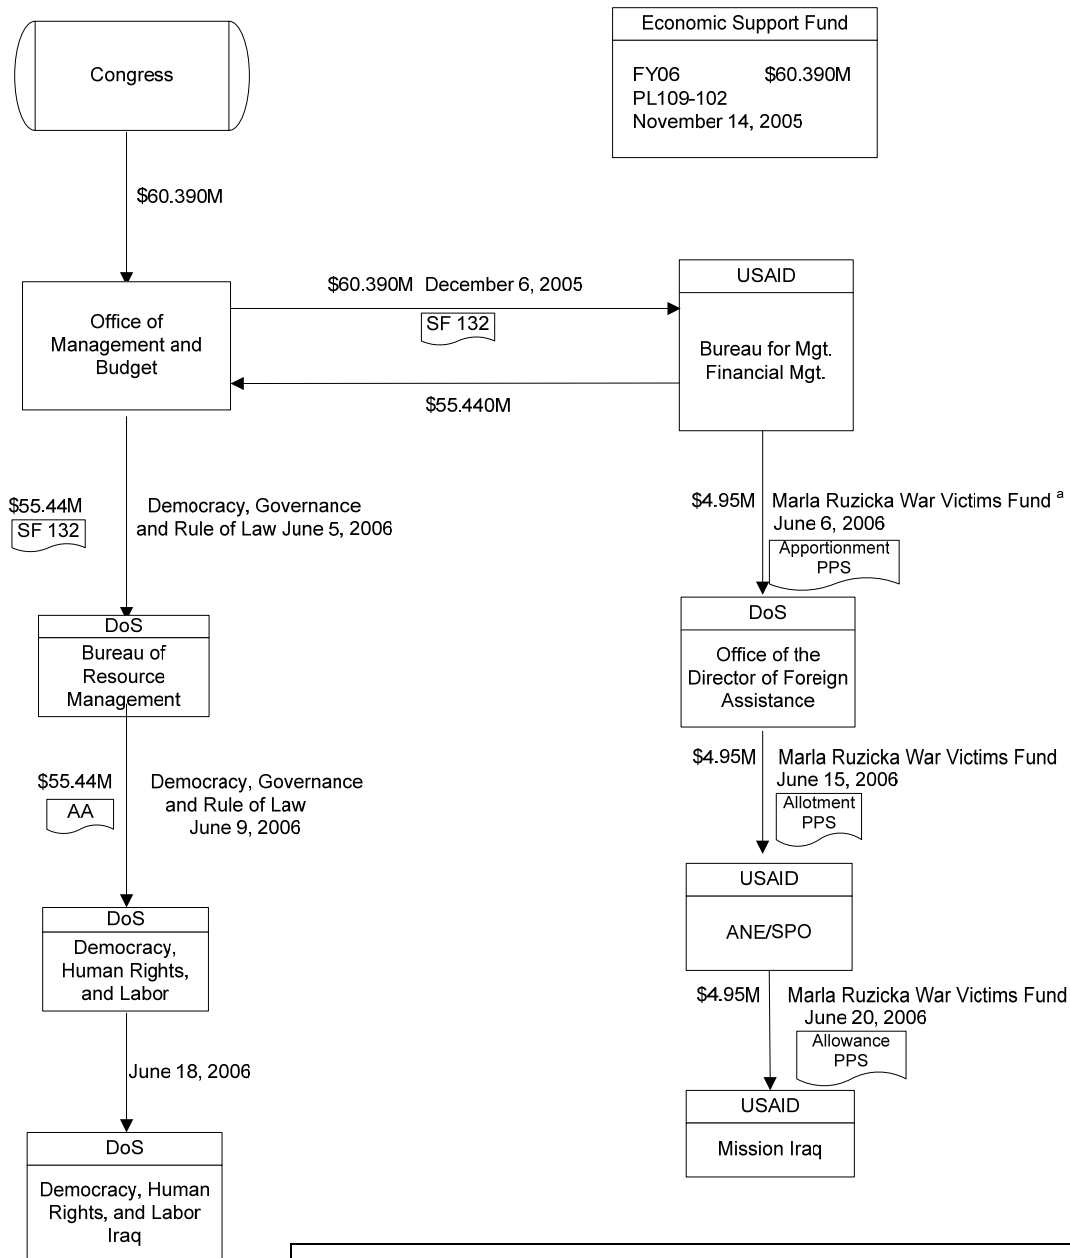 Congress
Economic Support Fund
FY06 $60.390M
PL109-102
November 14, 2005
$60.390M
Office of
Management and
Budget
$60.390M December 6, 2005
SF 132
$55.440M
USAID
Bureau for Mgt.
Financial Mgt.
$55.44M
SF 132
Democracy, Governance
and Rule of Law June 5, 2006
$4.95M Marla Ruzicka War Victims Fund a
June 6, 2006
Apportionment
PPS
DoS
Bureau of
Resource
Management
DoS
Office of the
Director of Foreign
Assistance
$55.44M
AA
Democracy, Governance
and Rule of Law
June 9, 2006
$4.95M Marla Ruzicka War Victims Fund
June 15, 2006
Allotment
PPS
DoS
Democracy,
Human Rights,
and Labor
USAID
ANE/SPO
June 18, 2006
$4.95M Marla Ruzicka War Victims Fund
June 20, 2006
Allowance
PPS
DoS
Democracy, Human
Rights, and Labor
Iraq
USAID
Mission Iraq